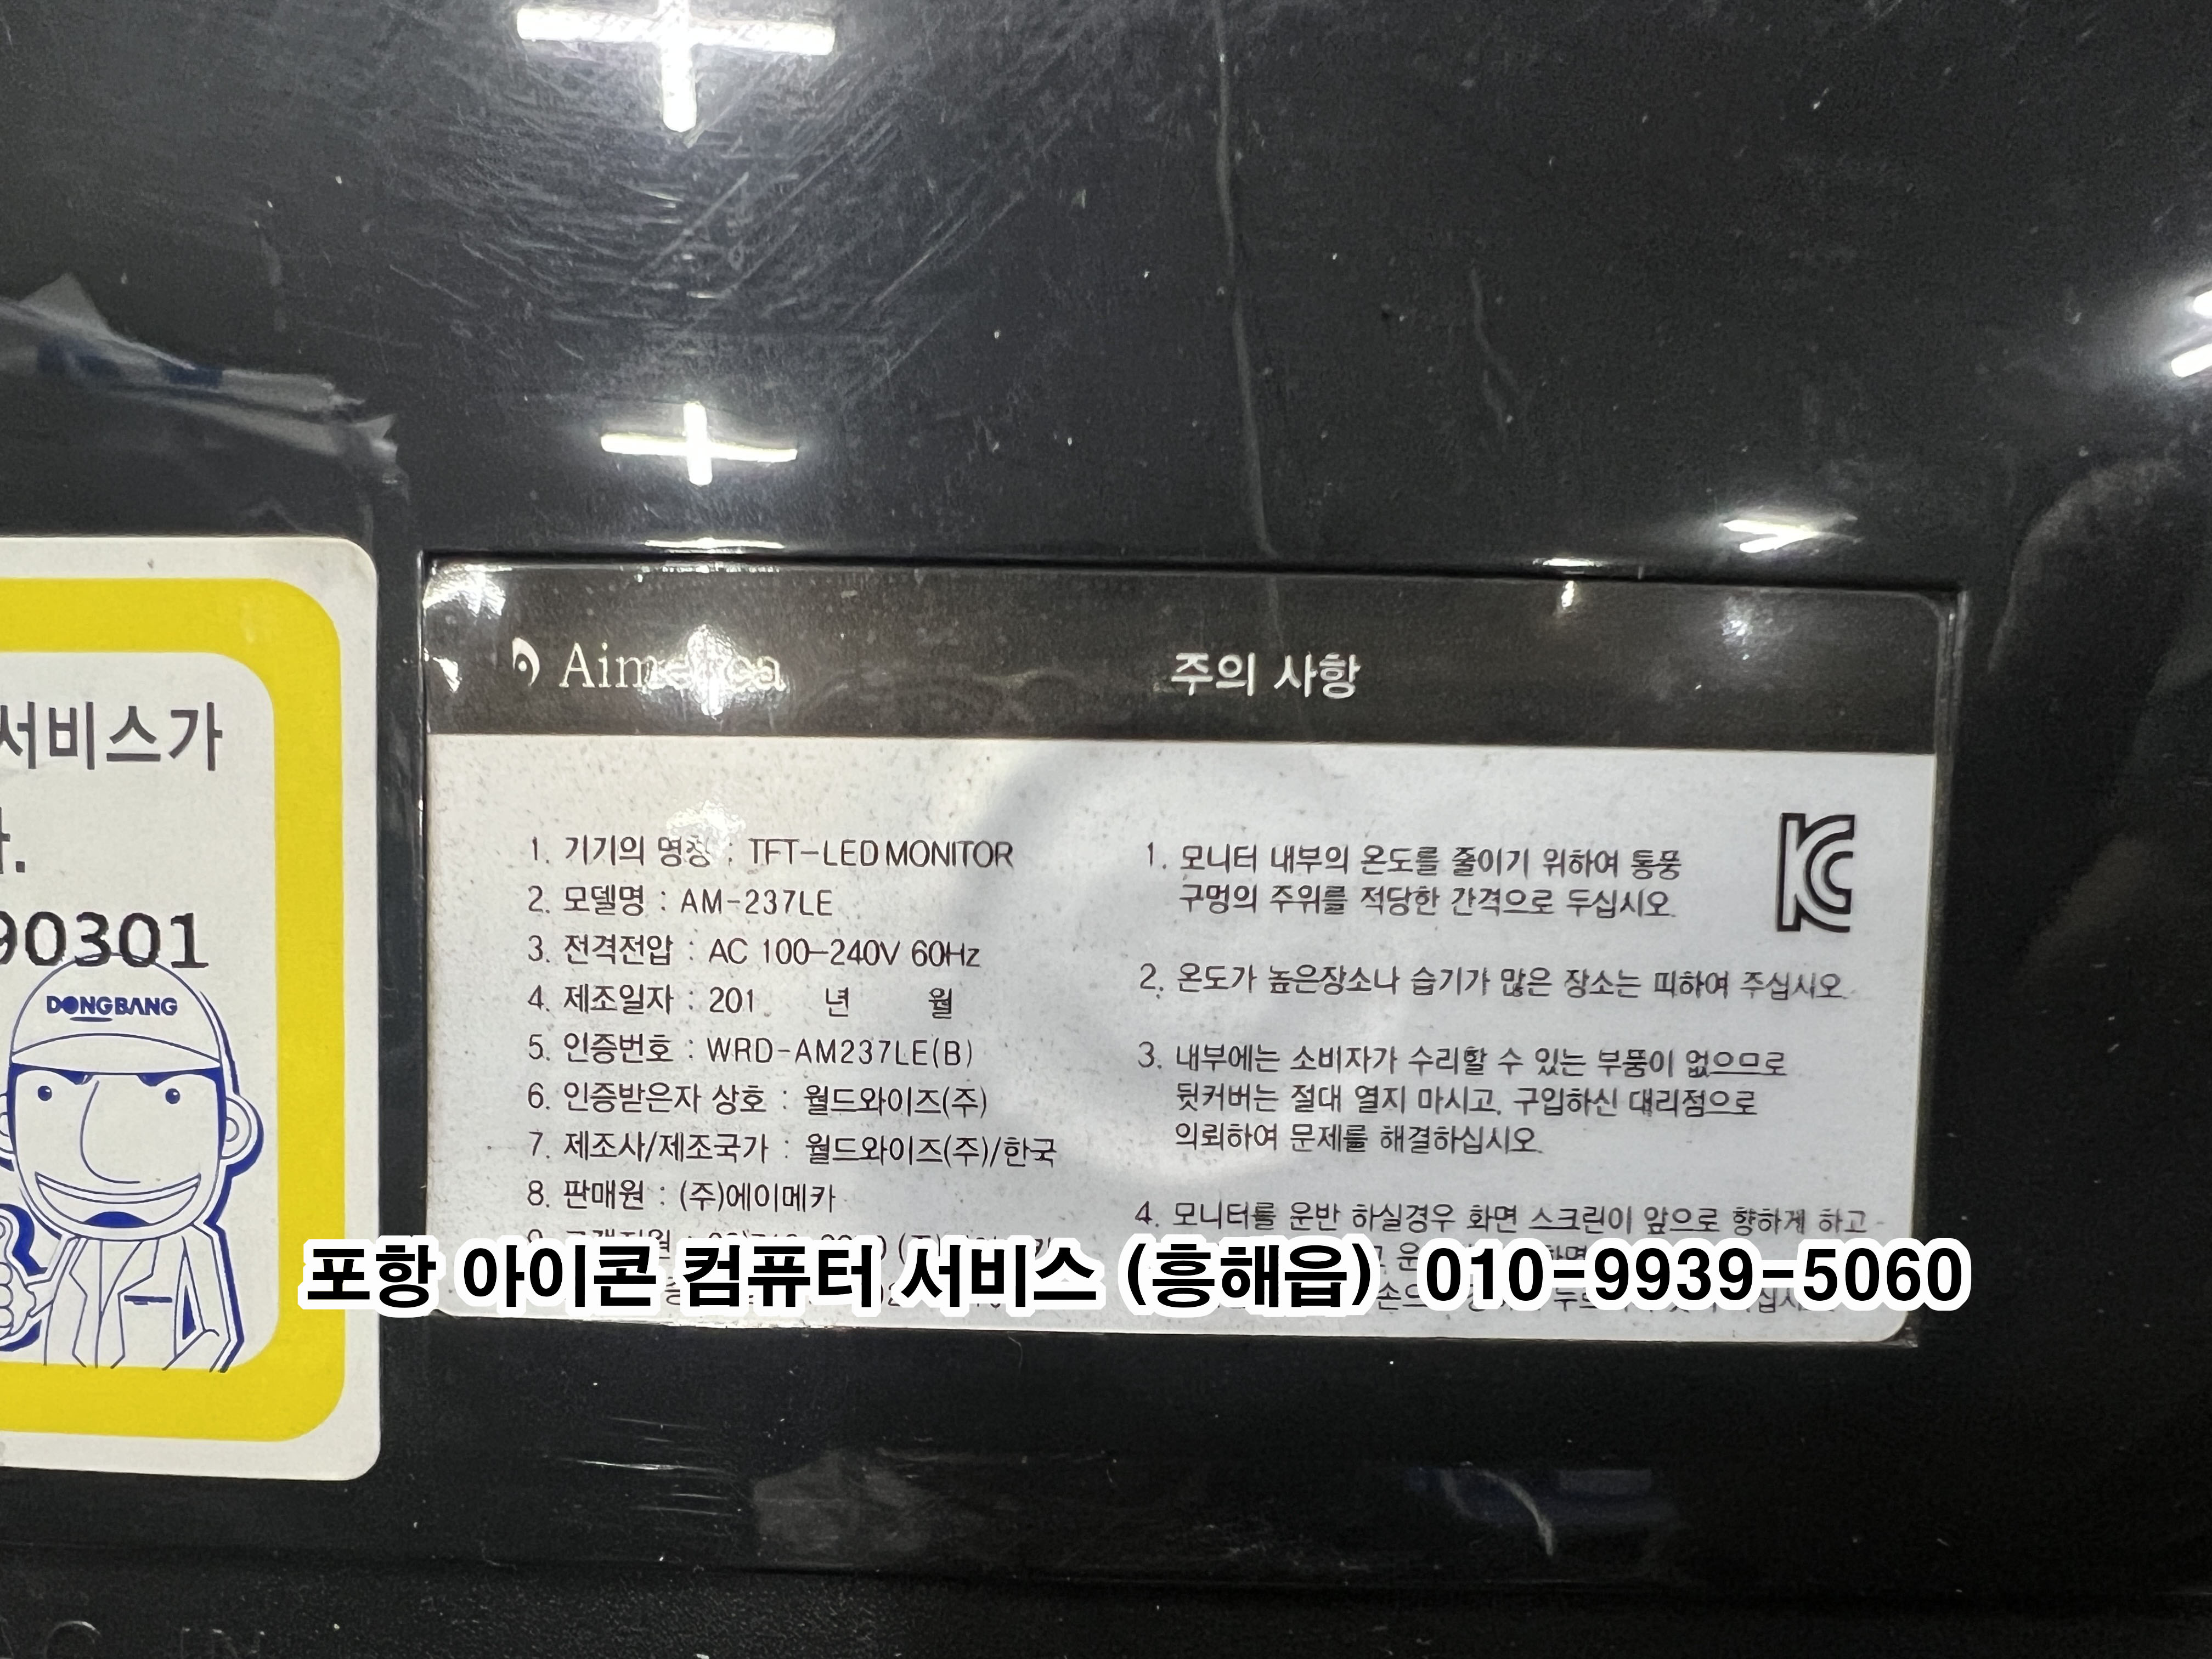 서비스가
90301
DONGBANG
주의 사항
1. 기기의 명칭 : TFT-LED MONITOR
2. 모델명 : AM-237LE
3. 전격전압 : AC 100-240V 60Hz
4. 제조일자 : 201 년 월
5. 인증번호 : WRD-AM237LE(B)
6. 인증받은자 상호 : 월드와이즈(주)
7. 제조사/제조국가 : 월드와이즈(주)/한국
8. 판매원 : (주)에이메카
1. 모니터 내부의 온도를 줄이기 위하여 통풍
구멍의 주위를 적당한 간격으로 두십시오.
2. 온도가 높은장소나 습기가 많은 장소는 피하여 주십시오.
3. 내부에는 소비자가 수리할 수 있는 부품이 없으므로
뒷커버는 절대 열지 마시고, 구입하신 대리점으로
의뢰하여 문제를 해결하십시오.
4. 모니터를 운반 하실경우 화면 스크린이 앞으로 향하게 하고
포항 아이콘 컴퓨터 서비스 (흥해읍) 010-9939-5060
AC IN